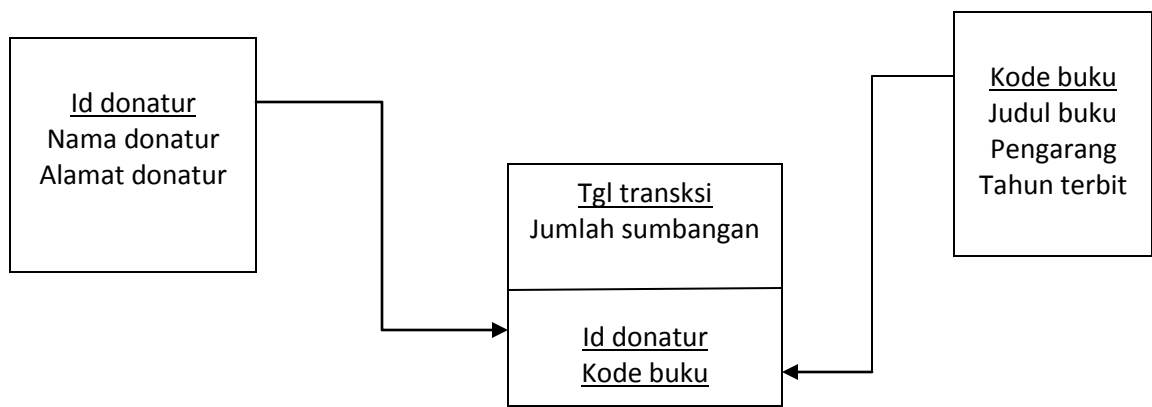 Id donatur
Nama donatur
Alamat donatur
Tgl transksi
Jumlah sumbangan
Id donatur
Kode buku
Kode buku
Judul buku
Pengarang
Tahun terbit